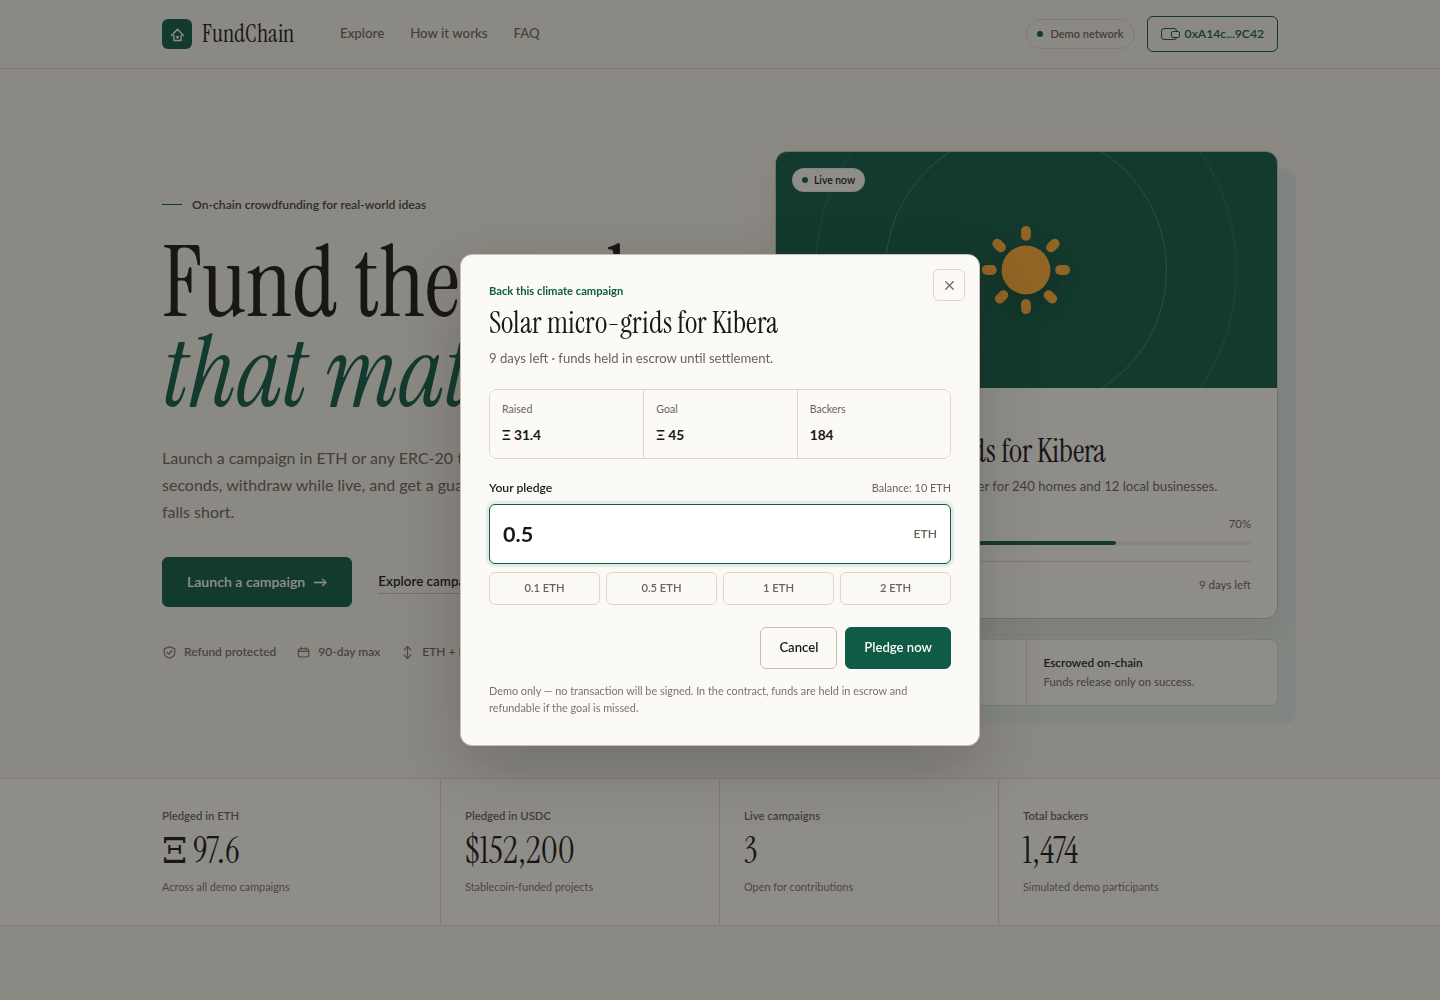 FundChain
Explore
How it works
FAQ
Demo network
0xA14c...9C42
On-chain crowdfunding for real-world ideas
Fund the
that mat
Launch a campaign in ETH or any ERC-20
seconds, withdraw while live, and get a
falls short.
Launch a campaign →
Explore
Refund protected
90-day max
ETH +
Live now
for Kibera
for 240 homes and 12 local businesses.
70%
9 days left
Escrowed on-chain
Funds release only on success.
Back this climate campaign
Solar micro-grids for Kibera
9 days left · funds held in escrow until settlement.
Raised
Ξ 31.4
Goal
Ξ 45
Backers
184
Your pledge
Balance: 10 ETH
0.5
ETH
0.1 ETH
0.5 ETH
1 ETH
2 ETH
Cancel
Pledge now
Demo only — no transaction will be signed. In the contract, funds are held in escrow and
refundable if the goal is missed.
Pledged in ETH
Ξ 97.6
Across all demo campaigns
Pledged in USDC
$152,200
Stablecoin-funded projects
Live campaigns
3
Open for contributions
Total backers
1,474
Simulated demo participants